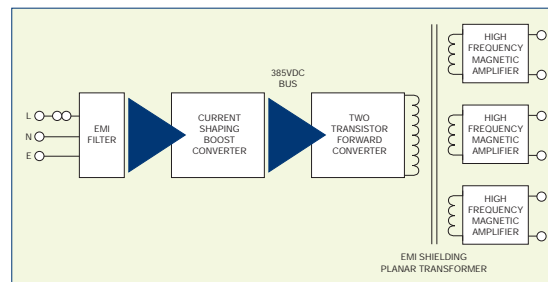 385VDC
BUS
L
N
E
EMI
FILTER
CURRENT
SHAPING
BOOST
CONVERTER
TWO
TRANSISTOR
FORWARD
CONVERTER
HIGH
FREQUENCY
MAGNETIC
AMPLIFIER
HIGH
FREQUENCY
MAGNETIC
AMPLIFIER
HIGH
FREQUENCY
MAGNETIC
AMPLIFIER
EMI SHIELDING
PLANAR TRANSFORMER